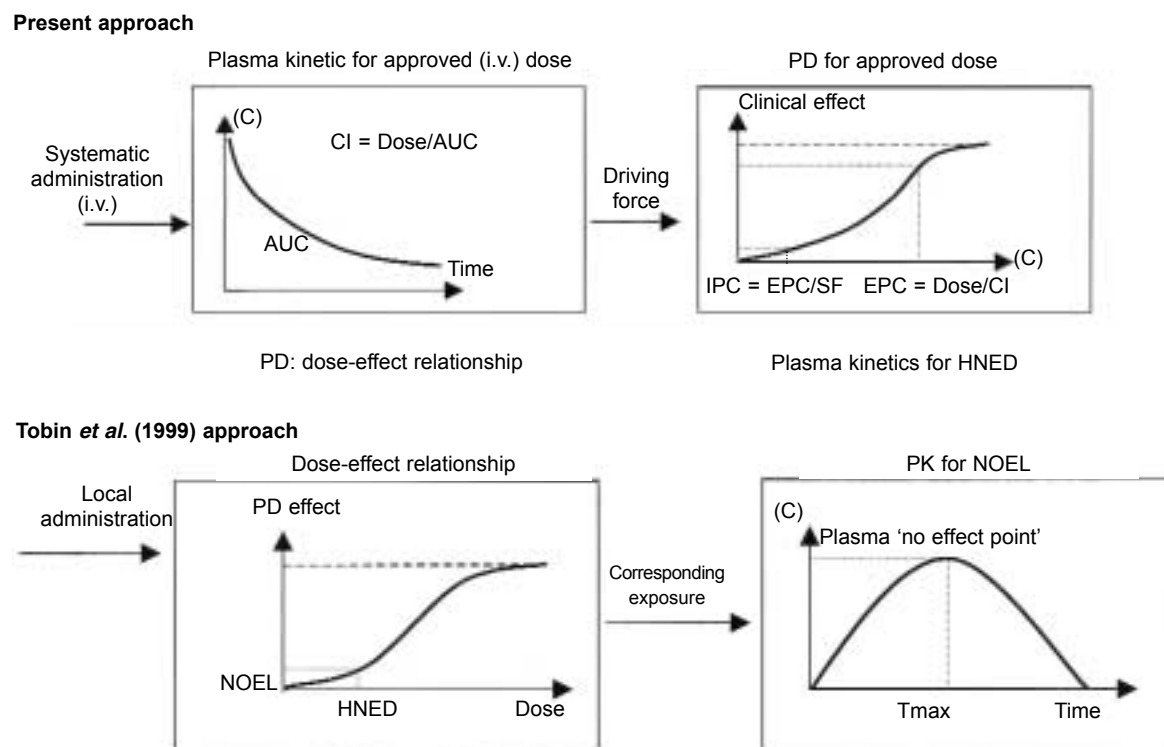 Present approach
Plasma kinetic for approved (i.v.) dose
PD for approved dose
Systematic
administration
(i.v.)
(C)
CI = Dose/AUC
AUC
Time
Driving
force
Clinical effect
(C)
IPC = EPC/SF
EPC = Dose/CI
PD: dose-effect relationship
Plasma kinetics for HNED
Tobin et al. (1999) approach
Dose-effect relationship
PK for NOEL
Local
administration
PD effect
NOEL
HNED
Dose
Corresponding
exposure
(C)
Plasma ‘no effect point’
Tmax
Time